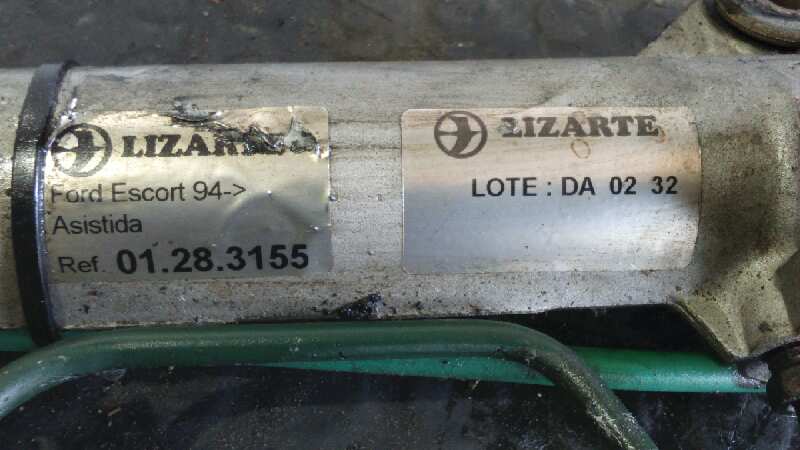 LIZARTE
Ford Escort 94->
Asistida
Ref. 01.28.3155
LIZARTE
LOTE : DA 02 32